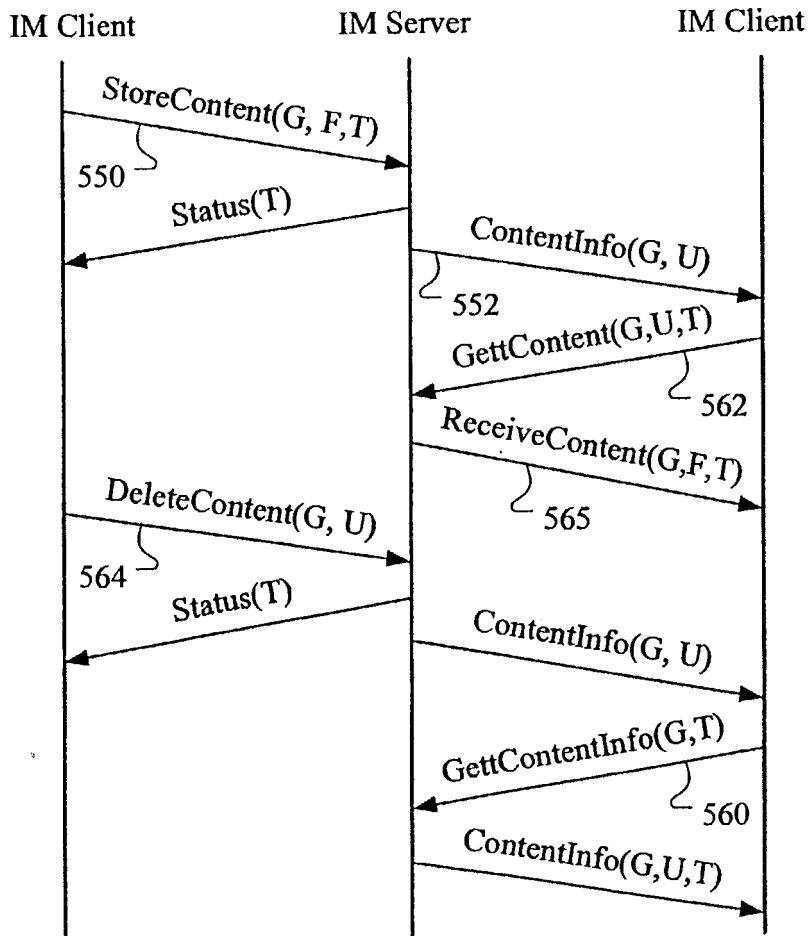 IM Client
IM Server
IM Client
StoreContent(G, F,T)
550
Status(T)
ContentInfo(G, U)
552
GettContent(G,U,T)
562
ReceiveContent(G,F,T)
565
DeleteContent(G, U)
564
Status(T)
ContentInfo(G, U)
GettContentInfo(G,T)
560
ContentInfo(G,U,T)